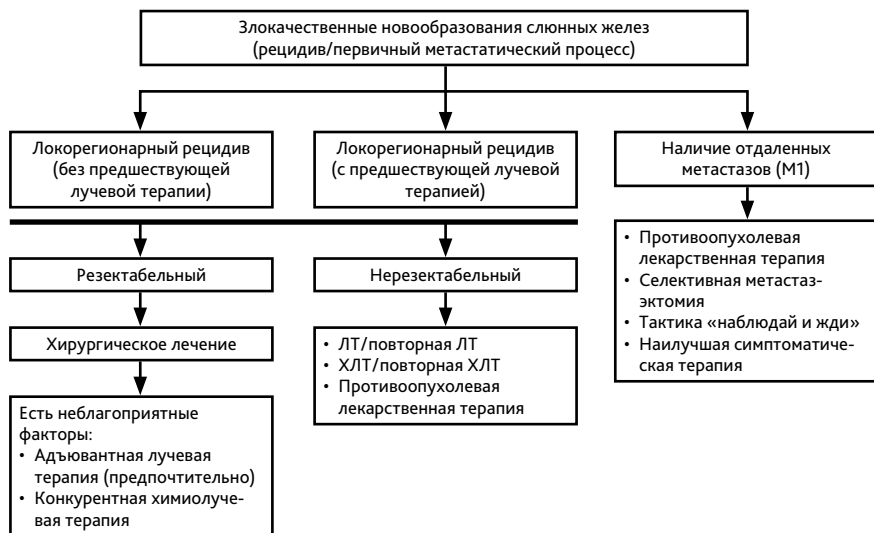 Злокачественные новообразования слюнных желез
(рецидив/первичный метастатический процесс)
Локорегионарный рецидив
(без предшествующей
лучевой терапии)
Локорегионарный рецидив
(с предшествующей лучевой
терапией)
Наличие отдаленных
метастазов (М1)
Резектабельный
Нерезектабельный
• Противоопухолевая
лекарственная терапия
• Селективная метастаз-
эктомия
• Тактика «наблюдай и жди»
• Наилучшая симптоматиче-
ская терапия
Хирургическое лечение
• ЛТ/повторная ЛТ
• ХЛТ/повторная ХЛТ
• Противоопухолевая
лекарственная терапия
Есть неблагоприятные
факторы:
• Адъювантная лучевая
терапия (предпочтительно)
• Конкурентная химиолуче-
вая терапия